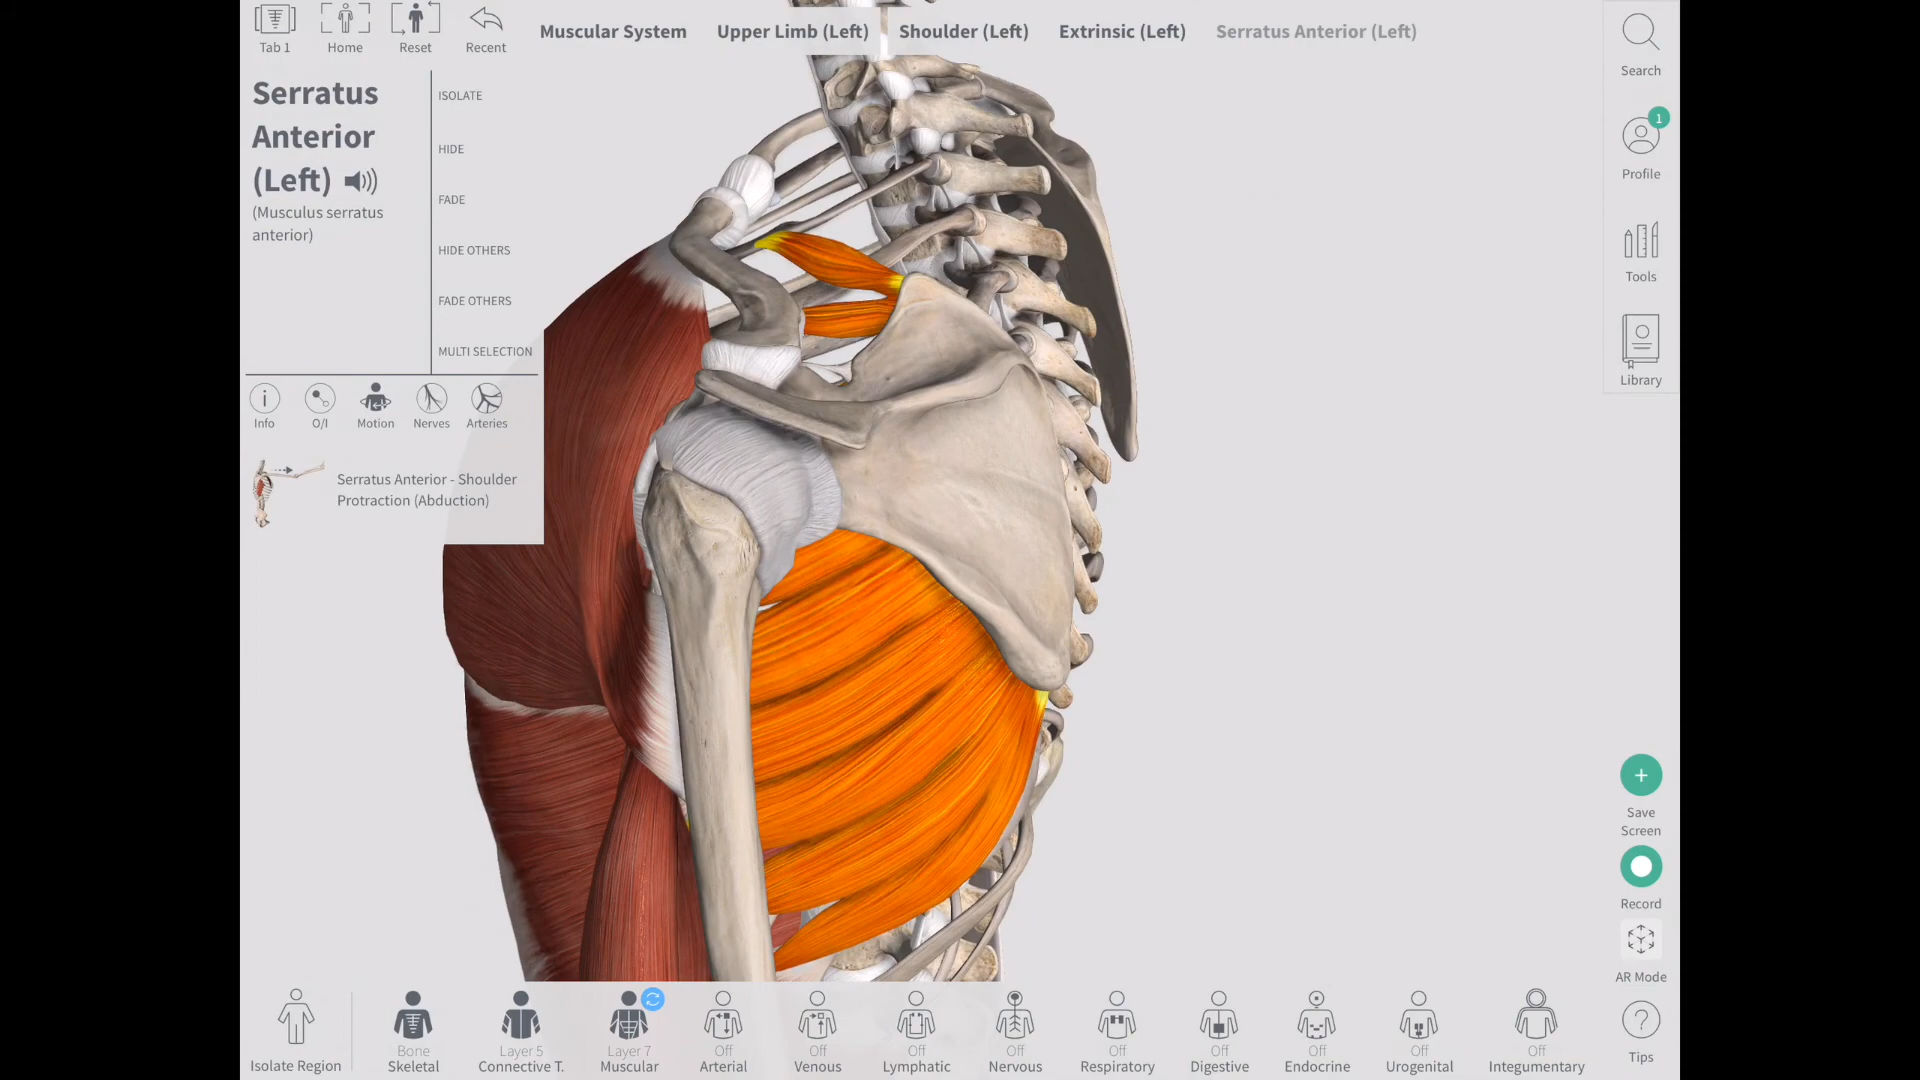 Tab 1
Home
Reset
Recent
Muscular System
Upper Limb (Left)
Shoulder (Left)
Extrinsic (Left)
Serratus Anterior (Left)
Search
1
Profile
Tools
Library
Serratus
Anterior
(Left)
(Musculus serratus
anterior)
ISOLATE
HIDE
FADE
HIDE OTHERS
FADE OTHERS
MULTI SELECTION
i
Info
O/I
Motion
Nerves
Arteries
Serratus Anterior - Shoulder
Protraction (Abduction)
+
Save
Screen
Record
AR Mode
?
Tips
Isolate Region
Bone
Skeletal
Layer 5
Connective T.
Layer 7
Muscular
Off
Arterial
Off
Venous
Off
Lymphatic
Off
Nervous
Off
Respiratory
Off
Digestive
Off
Endocrine
Off
Urogenital
Off
Integumentary